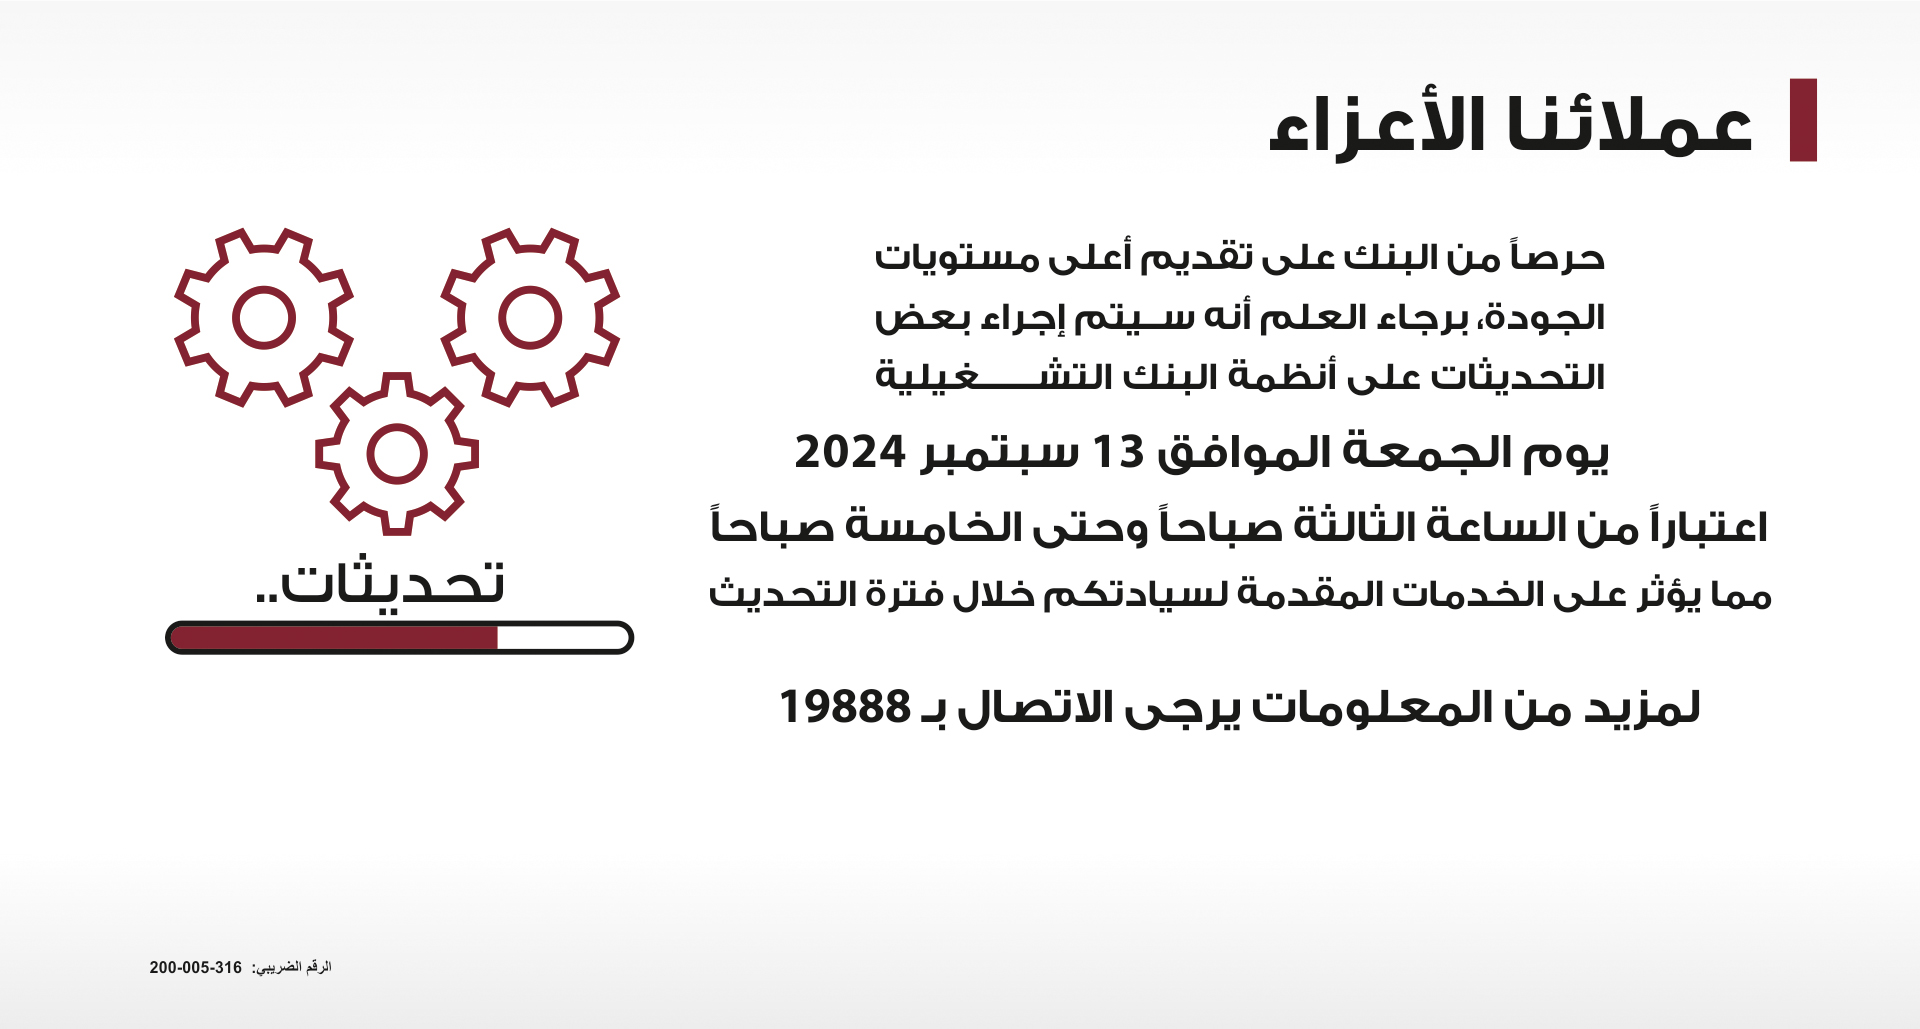 عملائنا الأعزاء
حرصاً من البنك على تقديم أعلى مستويات
الجودة، برجاء العلم أنه سـيتم إجراء بعض
التحديثات على أنظمة البنك التشـــغيلية
يوم الجمعة الموافق 13 سبتمبر 2024
اعتباراً من الساعة الثالثة صباحاً وحتى الخامسة صباحاً
مما يؤثر على الخدمات المقدمة لسيادتكم خلال فترة التحديث
لمزيد من المعلومات يرجى الاتصال بـ 19888
تحديثات..
الرقم الضريبي: 200-005-316